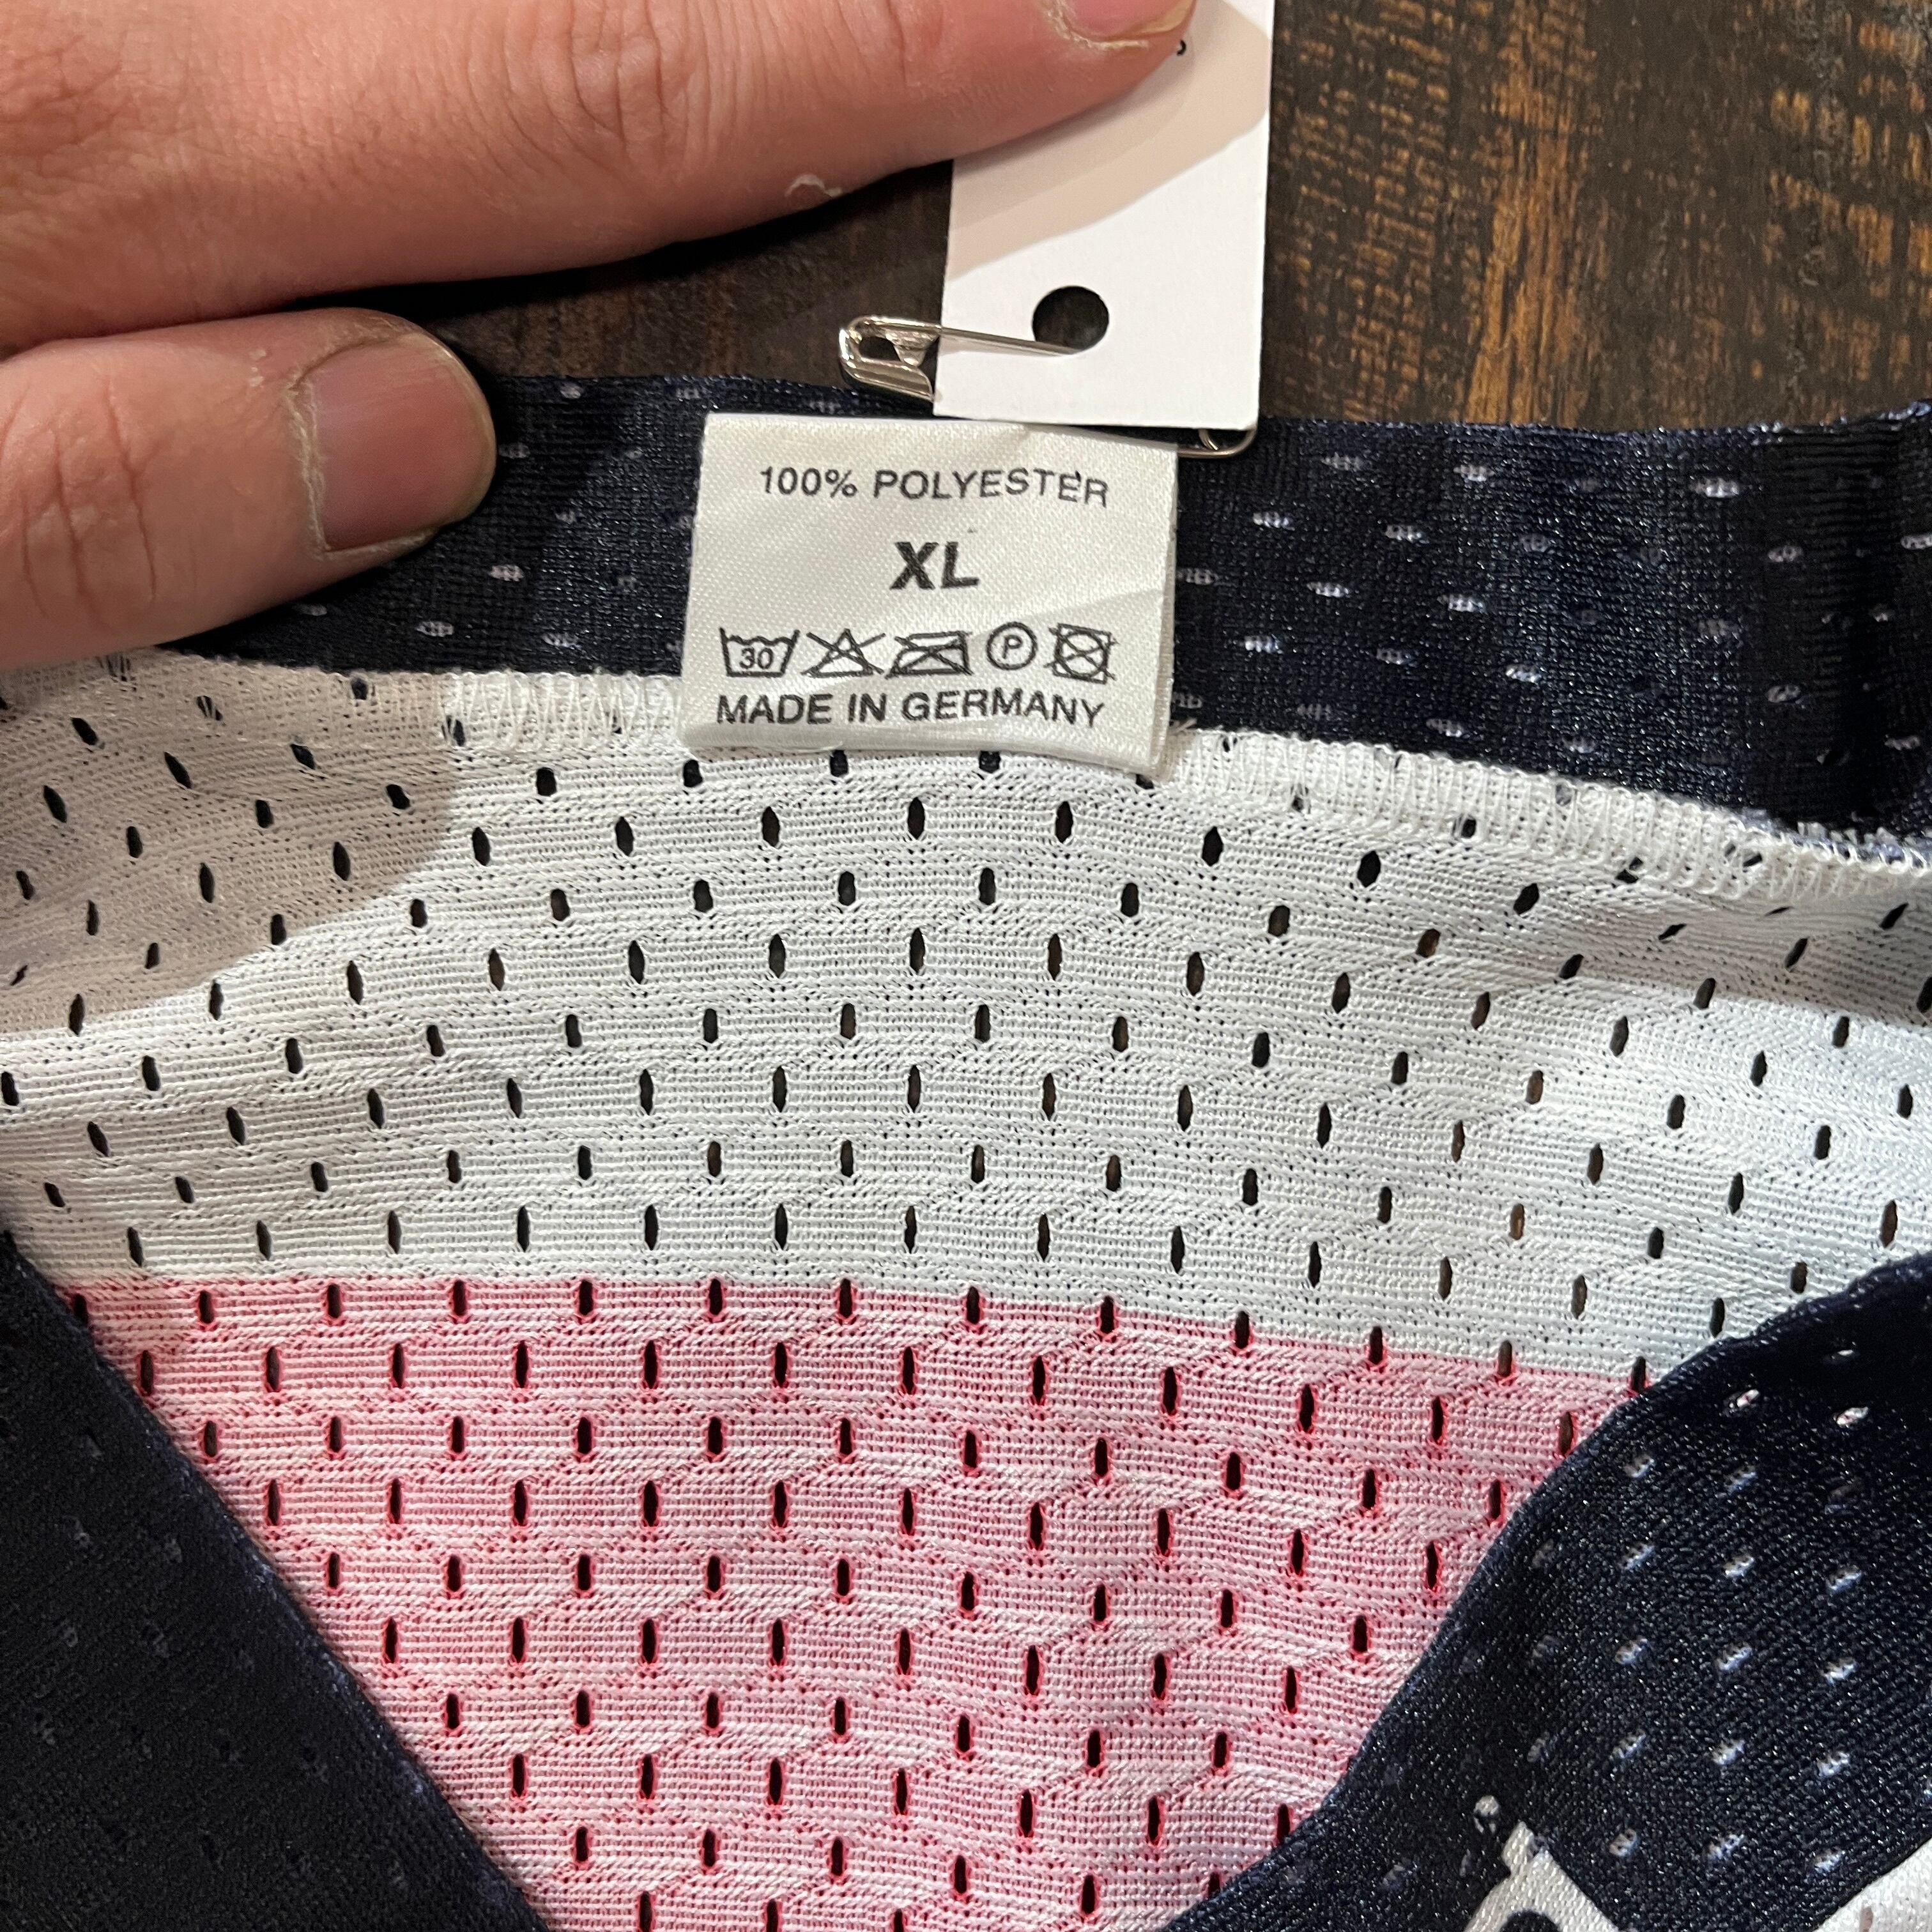 100% POLYESTER
XL
30 P
MADE IN GERMANY